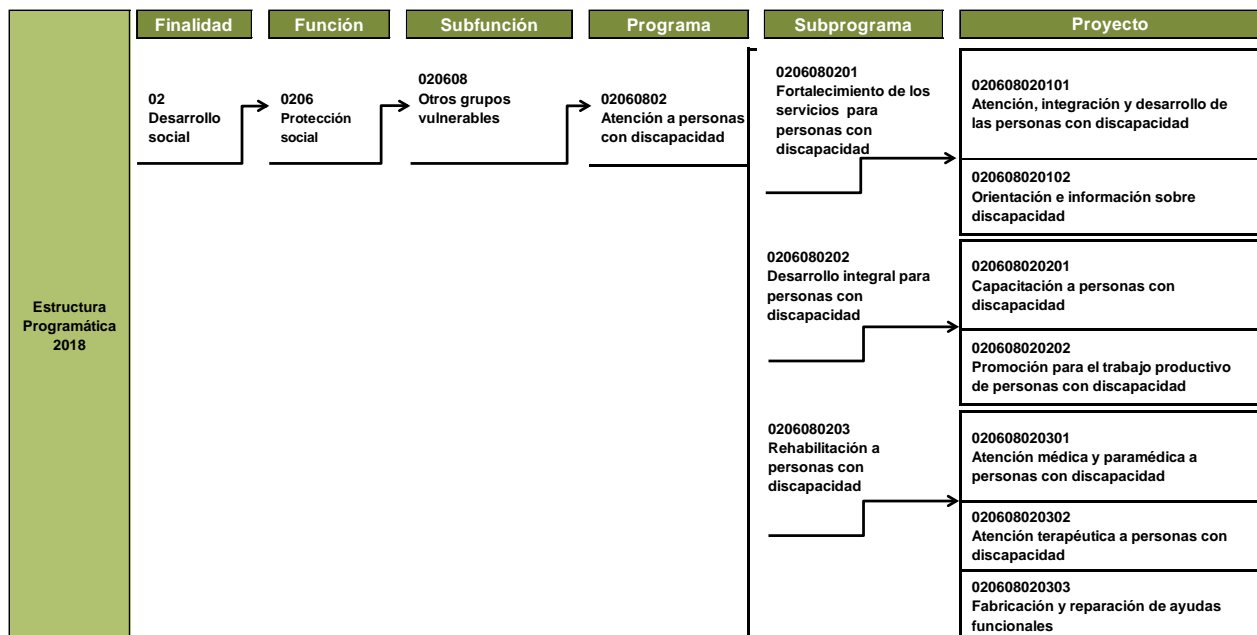 Finalidad
Función
Subfunción
Programa
Subprograma
Proyecto
Estructura
Programática
2018
02
Desarrollo
social
0206
Protección
social
020608
Otros grupos
vulnerables
02060802
Atención a personas
con discapacidad
0206080201
Fortalecimiento de los
servicios para
personas con
discapacidad
020608020101
Atención, integración y desarrollo de
las personas con discapacidad
020608020102
Orientación e información sobre
discapacidad
0206080202
Desarrollo integral para
personas con
discapacidad
020608020201
Capacitación a personas con
discapacidad
020608020202
Promoción para el trabajo productivo
de personas con discapacidad
0206080203
Rehabilitación a
personas con
discapacidad
020608020301
Atención médica y paramédica a
personas con discapacidad
020608020302
Atención terapéutica a personas con
discapacidad
020608020303
Fabricación y reparación de ayudas
funcionales